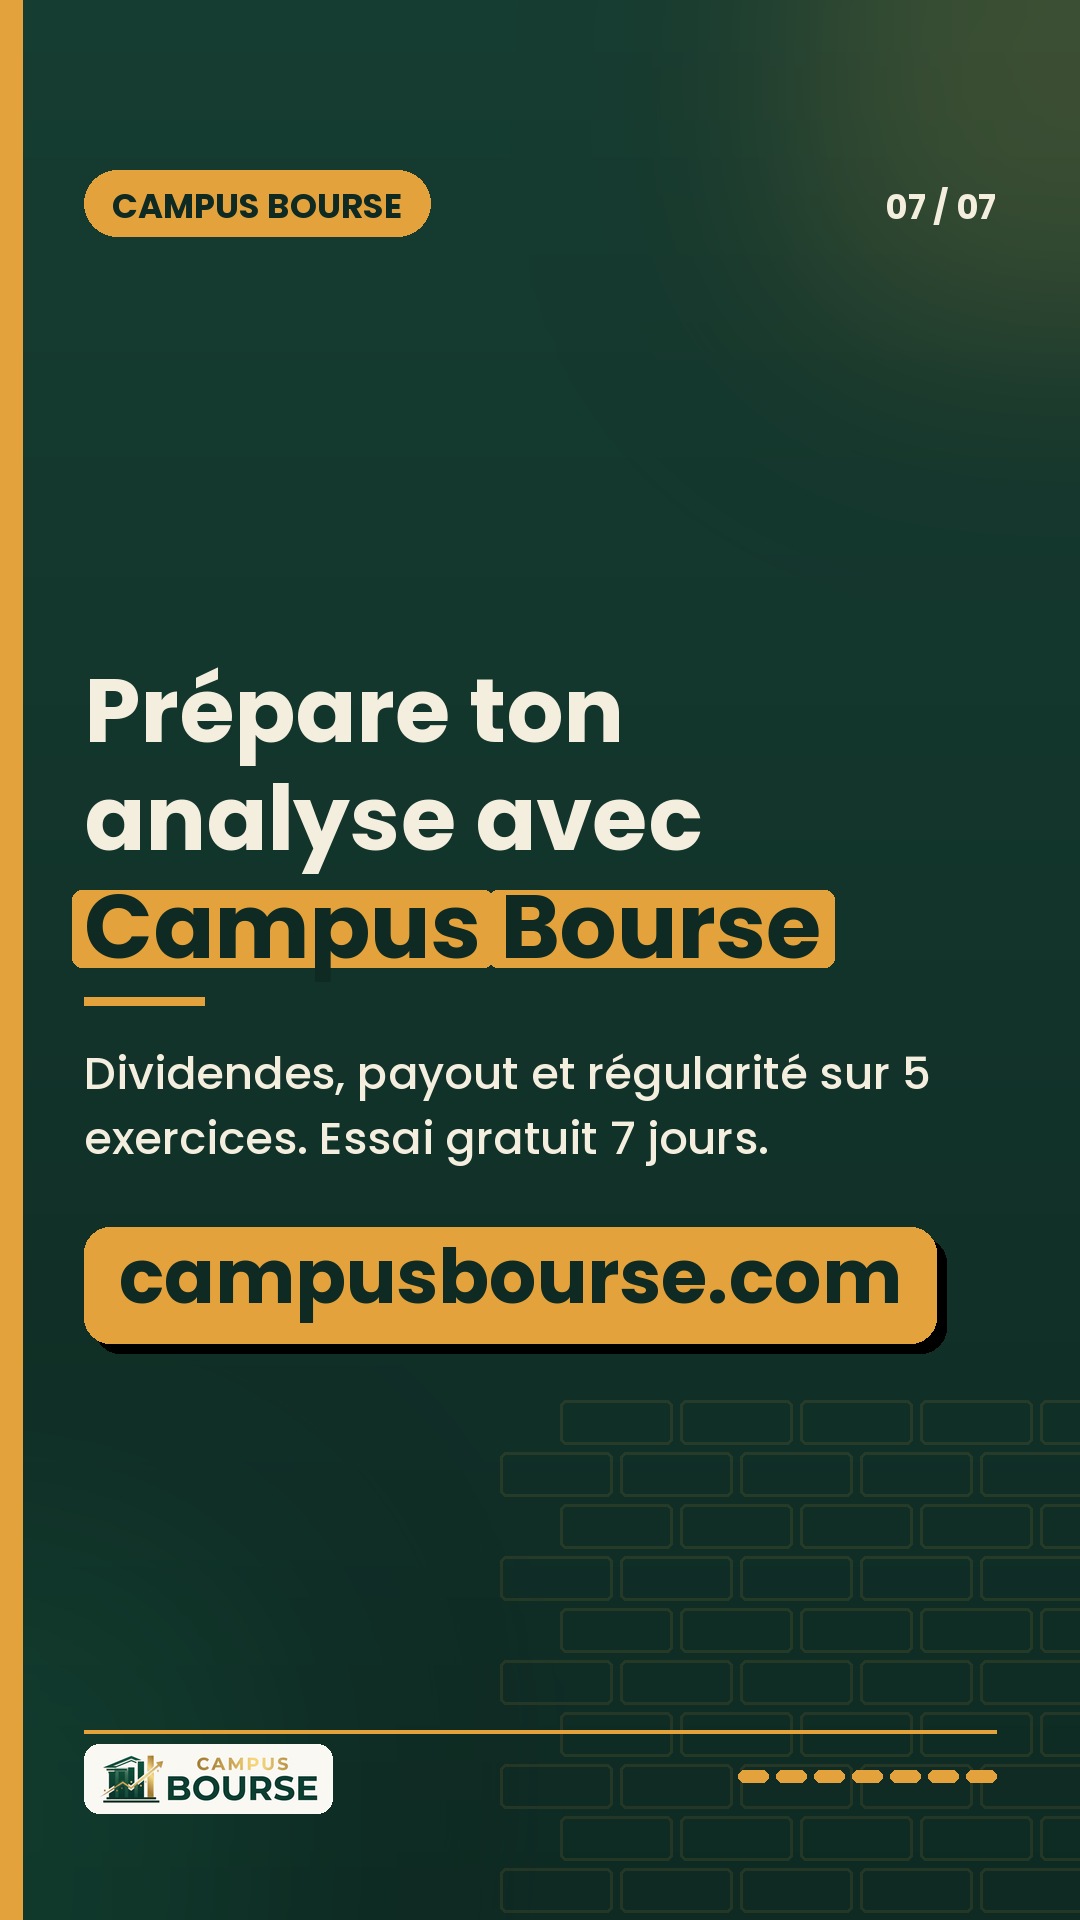 CAMPUS BOURSE
07 / 07
Prépare ton
analyse avec
Campus Bourse
Dividendes, payout et régularité sur 5
exercices. Essai gratuit 7 jours.
campusbourse.com
CAMPUS
BOURSE